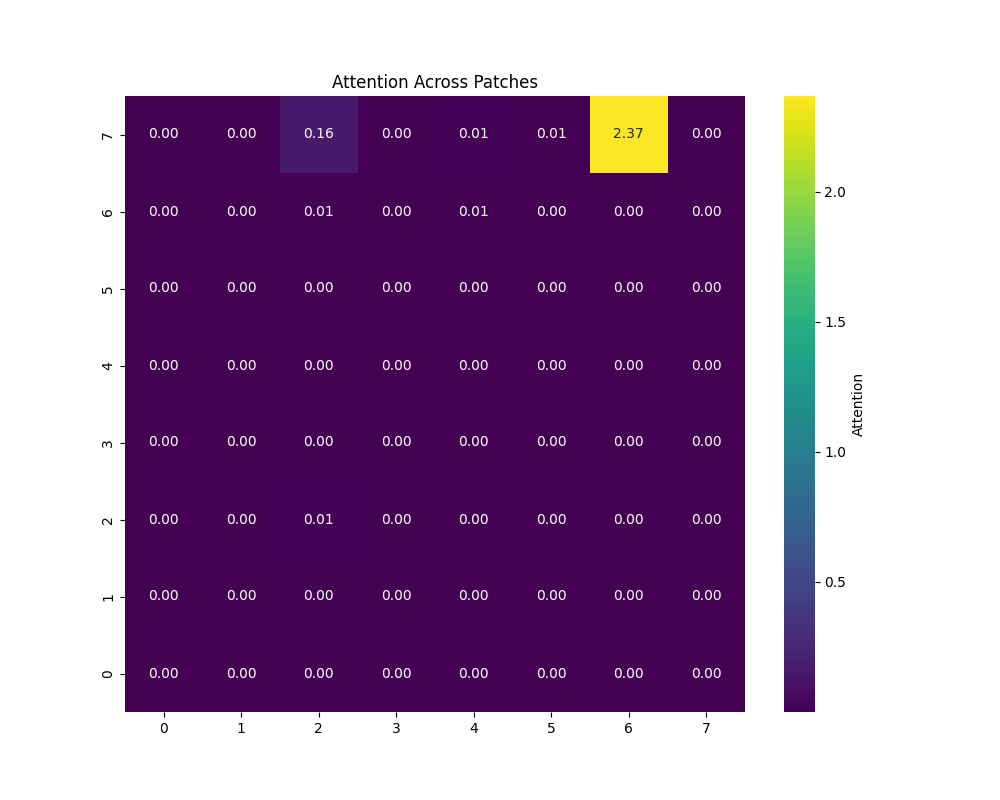 Attention Across Patches
7 0.00 0.00 0.16 0.00 0.01 0.01 2.37 0.00
6 0.00 0.00 0.01 0.00 0.01 0.00 0.00 0.00
5 0.00 0.00 0.00 0.00 0.00 0.00 0.00 0.00
4 0.00 0.00 0.00 0.00 0.00 0.00 0.00 0.00
3 0.00 0.00 0.00 0.00 0.00 0.00 0.00 0.00
2 0.00 0.00 0.01 0.00 0.00 0.00 0.00 0.00
1 0.00 0.00 0.00 0.00 0.00 0.00 0.00 0.00
0 0.00 0.00 0.00 0.00 0.00 0.00 0.00 0.00
0 1 2 3 4 5 6 7
2.0
1.5
1.0
0.5
Attention